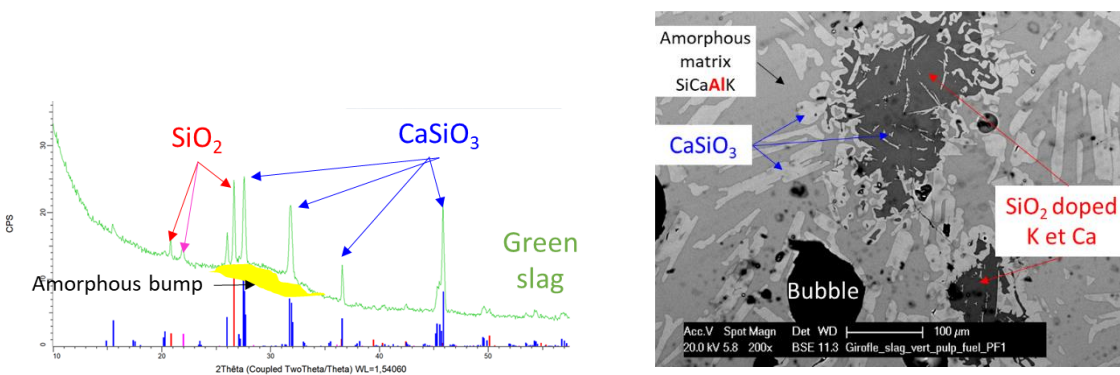 SiO2
CaSiO3
Green
slag
Amorphous bump
CPS
30
20
10
0
10
20
30
40
50
2Thêta (Coupled TwoTheta/Theta) WL=1,54060
Amorphous
matrix
SiCaAlK
CaSiO3
SiO2 doped
K et Ca
Bubble
Acc.V Spot Magn Det WD 100 µm
20.0 kV 5.8 200x BSE 11.3 Girofle_slag_vert_pulp_fuel_PF1